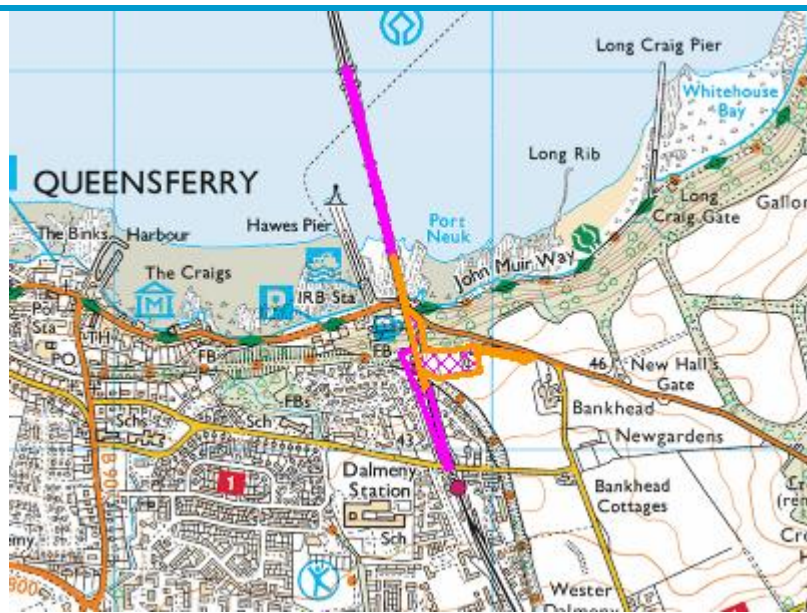 Long Craig Pier
Whitehouse
Bay
Long Rib
QUEENSFERRY
Long
Craig Gate
Hawes Pier
Port
Neuk
The Binks
Harbour
John Muir Way
The Craigs
M
P
IRB Sta
Sta
TH
PO
FB
FB
46
New Hall
Gate
FBs
Bankhead
Sch
Sch
43
Newgardens
Dalmeny
Station
1
Bankhead
Cottages
Sch
Wester
Dalmeny